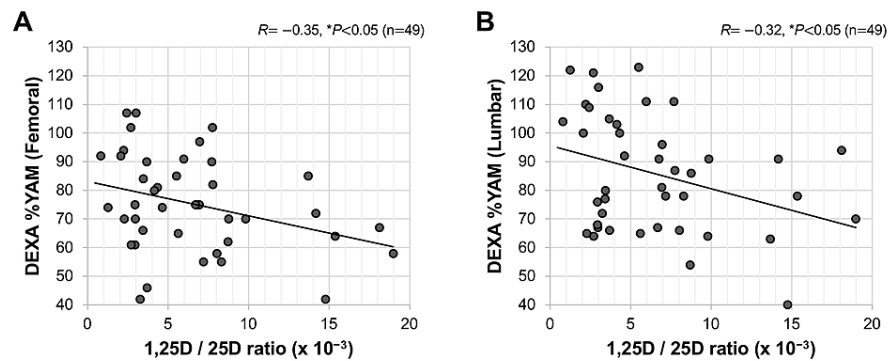 A
R= −0.35, *P<0.05 (n=49)
DEXA %YAM (Femoral)
130
120
110
100
90
80
70
60
50
40
0 5 10 15 20
1,25D / 25D ratio (x 10⁻³)
B
R= −0.32, *P<0.05 (n=49)
DEXA %YAM (Lumbar)
130
120
110
100
90
80
70
60
50
40
0 5 10 15 20
1,25D / 25D ratio (x 10⁻³)